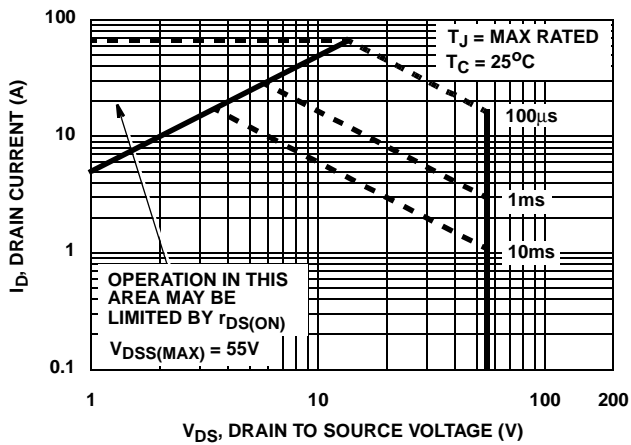 100
T_J = MAX RATED
T_C = 25°C
100µs
10
1ms
1
10ms
OPERATION IN THIS
AREA MAY BE
LIMITED BY r_DS(ON)
V_DSS(MAX) = 55V
0.1
1 10 100 200
I_D, DRAIN CURRENT (A)
V_DS, DRAIN TO SOURCE VOLTAGE (V)